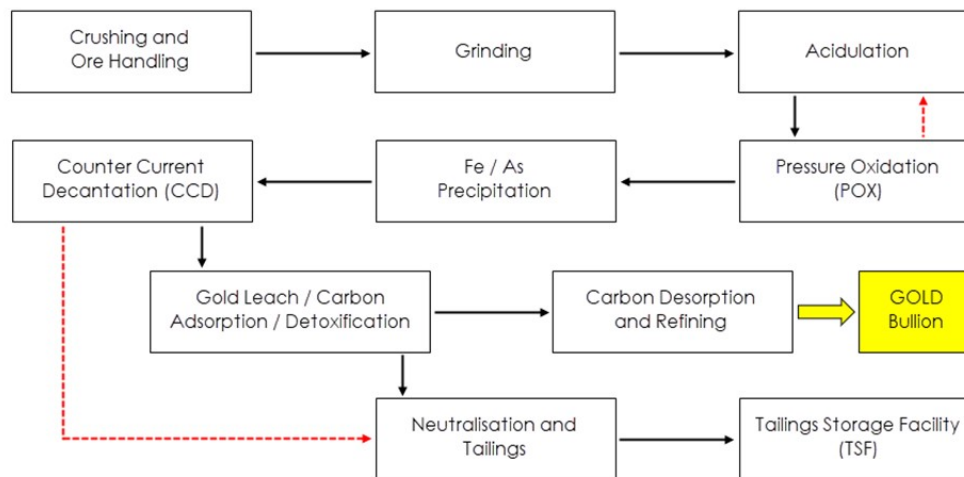 Crushing and
Ore Handling
Grinding
Acidulation
Counter Current
Decantation (CCD)
Fe / As
Precipitation
Pressure Oxidation
(POX)
Gold Leach / Carbon
Adsorption / Detoxification
Carbon Desorption
and Refining
GOLD
Bullion
Neutralisation and
Tailings
Tailings Storage Facility
(TSF)